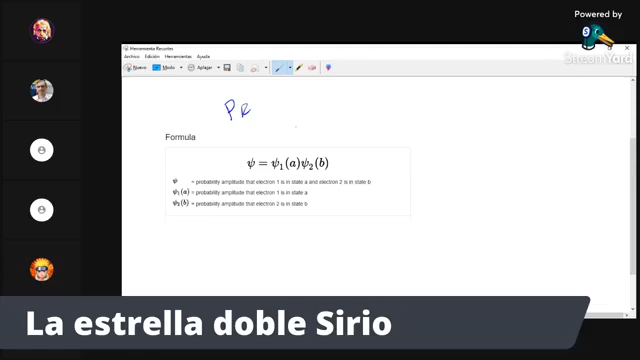 Powered by
StreamYard
Herramienta Recortes
Archivo Edición Herramientas Ayuda
Nuevo Modo Aplazar
PR
Formula
ψ = ψ₁(a)ψ₂(b)
ψ = probability amplitude that electron 1 is in state a and electron 2 is in state b
ψ₁(a) = probability amplitude that electron 1 is in state a
ψ₂(b) = probability amplitude that electron 2 is in state b
La estrella doble Sirio